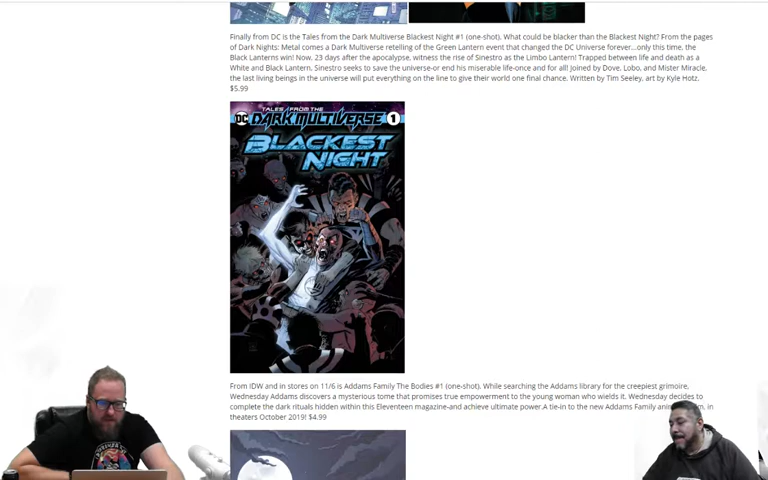 Finally from DC is the Tales from the Dark Multiverse Blackest Night #1 (one-shot). What could be blacker than the Blackest Night? From the pages
of Dark Nights: Metal comes a Dark Multiverse retelling of the Green Lantern event that changed the DC Universe forever...only this time, the
Black Lanterns win! Now, 23 days after the apocalypse, witness the rise of Sinestro as the Limbo Lantern! Trapped between life and death as a
White and Black Lantern, Sinestro seeks to save the universe-or end his miserable life-once and for all! Joined by Dove, Lobo, and Mister Miracle,
the last living beings in the universe will put everything on the line to give their world one final chance. Written by Tim Seeley, art by Kyle Hotz.
$5.99
DC
TALES FROM THE
DARK MULTIVERSE
1
BLACKEST
NIGHT
From IDW and in stores on 11/6 is Addams Family The Bodies #1 (one-shot). While searching the Addams library for the creepiest grimoire,
Wednesday Addams discovers a mysterious tome that promises true empowerment to the young woman who wields it. Wednesday decides to
complete the dark rituals hidden within this Eleventeen magazine-and achieve ultimate power.A tie-in to the new Addams Family in
theaters October 2019! $4.99